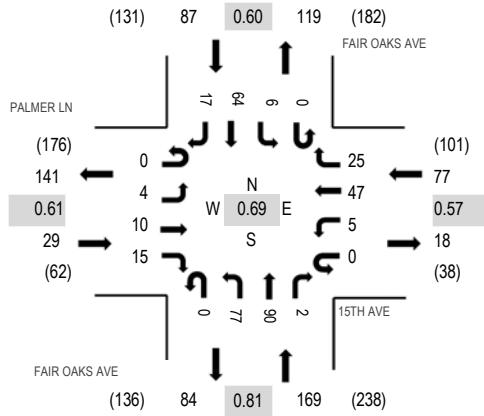 (131) 87 0.60 119 (182)
FAIR OAKS AVE
17 64 6 0
PALMER LN
(176) 0 25 (101)
141 4 N 47 77
0.61 W 0.69 E 0.57
29 10 S 5 18
(62) 15 0 (38)
0 77 90 2
15TH AVE
FAIR OAKS AVE
(136) 84 0.81 169 (238)